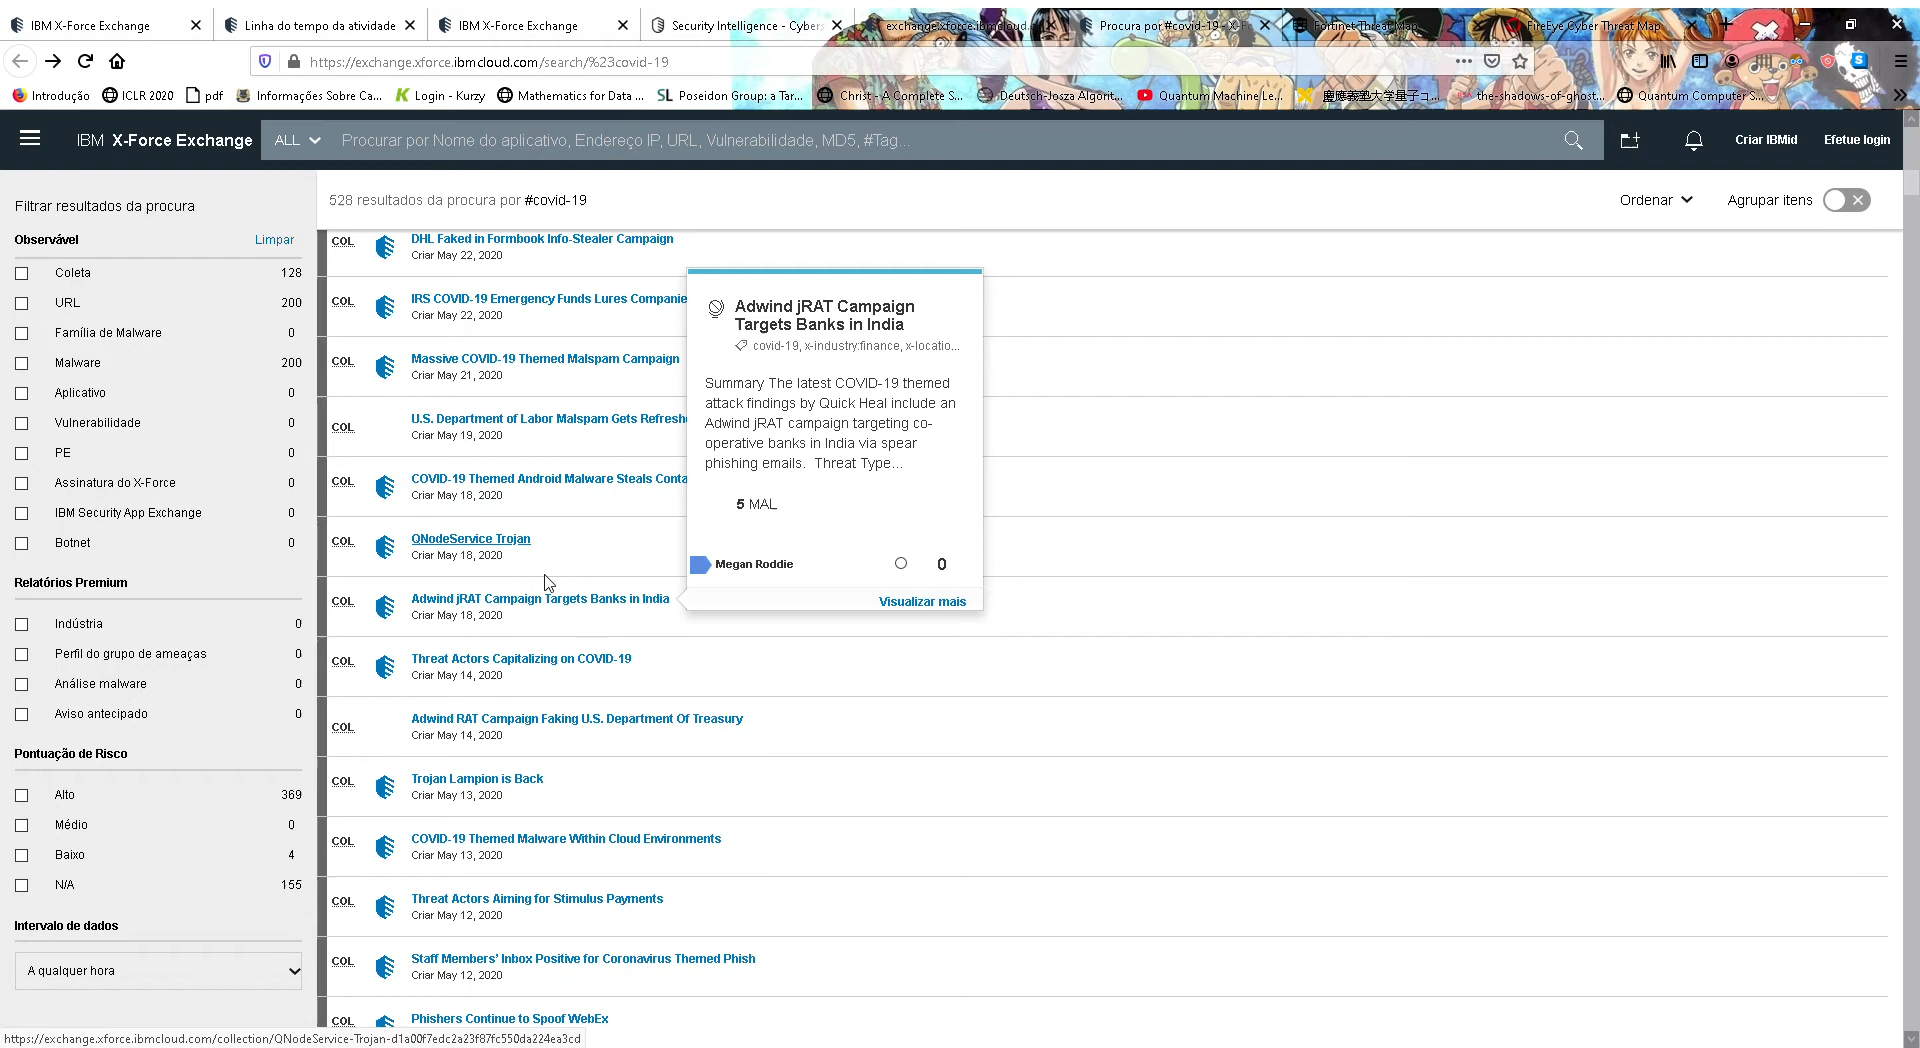 IBM X-Force Exchange
Linha do tempo da atividade
IBM X-Force Exchange
Security Intelligence - Cybers
exchange.xforce.ibmcloud.
Procura por #covid-19 - X-F
Fortinet Threat Map
FireEye Cyber Threat Map
https://exchange.xforce.ibmcloud.com/search/%23covid-19
Introdução
ICLR 2020
pdf
Informações Sobre Ca...
Login - Kurzy
Mathematics for Data ...
Poseidon Group: a Tar...
Christ - A Complete S...
Deutsch-Josza Algorit...
Quantum Machine Le...
慶應義塾大学量子コ...
the-shadows-of-ghost...
Quantum Computer S...
IBM X-Force Exchange
ALL
Procurar por Nome do aplicativo, Endereço IP, URL, Vulnerabilidade, MD5, #Tag...
Criar IBMid
Efetue login
Filtrar resultados da procura
Observável Limpar
Coleta 128
URL 200
Família de Malware 0
Malware 200
Aplicativo 0
Vulnerabilidade 0
PE 0
Assinatura do X-Force 0
IBM Security App Exchange 0
Botnet 0
Relatórios Premium
Indústria 0
Perfil do grupo de ameaças 0
Análise malware 0
Aviso antecipado 0
Pontuação de Risco
Alto 369
Médio 0
Baixo 4
N/A 155
Intervalo de dados
A qualquer hora
528 resultados da procura por #covid-19
Ordenar
Agrupar itens
COL DHL Faked in Formbook Info-Stealer Campaign
Criar May 22, 2020
COL IRS COVID-19 Emergency Funds Lures Companie
Criar May 22, 2020
COL Massive COVID-19 Themed Malspam Campaign
Criar May 21, 2020
COL U.S. Department of Labor Malspam Gets Refresh
Criar May 19, 2020
COL COVID-19 Themed Android Malware Steals Conta
Criar May 18, 2020
COL QNodeService Trojan
Criar May 18, 2020
COL Adwind jRAT Campaign Targets Banks in India
Criar May 18, 2020
COL Threat Actors Capitalizing on COVID-19
Criar May 14, 2020
COL Adwind RAT Campaign Faking U.S. Department Of Treasury
Criar May 14, 2020
COL Trojan Lampion is Back
Criar May 13, 2020
COL COVID-19 Themed Malware Within Cloud Environments
Criar May 13, 2020
COL Threat Actors Aiming for Stimulus Payments
Criar May 12, 2020
COL Staff Members' Inbox Positive for Coronavirus Themed Phish
Criar May 12, 2020
COL Phishers Continue to Spoof WebEx
Adwind jRAT Campaign
Targets Banks in India
covid-19, x-industry:finance, x-locatio...
Summary The latest COVID-19 themed
attack findings by Quick Heal include an
Adwind jRAT campaign targeting co-
operative banks in India via spear
phishing emails. Threat Type...
5 MAL
Megan Roddie 0
Visualizar mais
https://exchange.xforce.ibmcloud.com/collection/QNodeService-Trojan-d1a00f7edc2a23f87fc550da224ea3cd